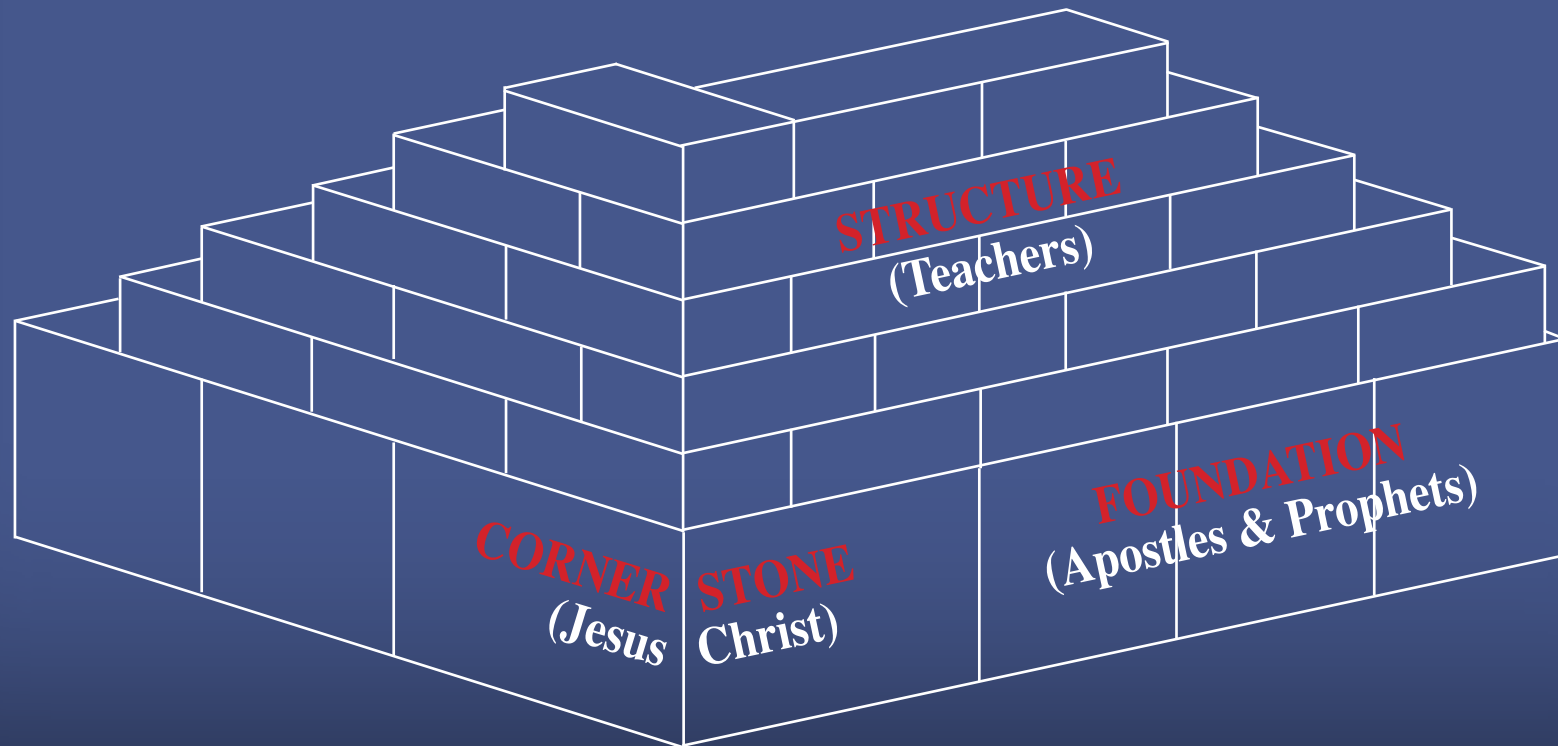 STRUCTURE
(Teachers)
FOUNDATION
(Apostles & Prophets)
CORNER STONE
(Jesus Christ)